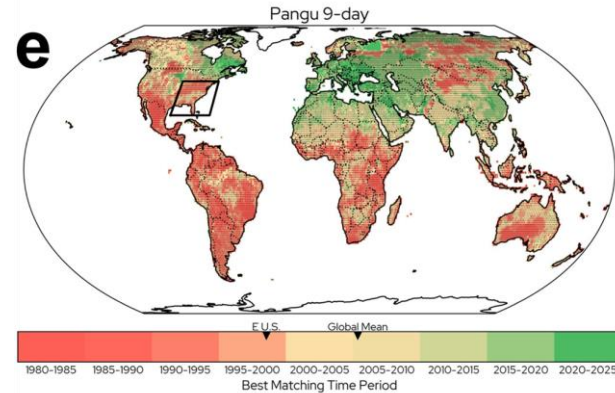 e
Pangu 9-day
E U.S. Global Mean
1980-1985 1985-1990 1990-1995 1995-2000 2000-2005 2005-2010 2010-2015 2015-2020 2020-2025
Best Matching Time Period